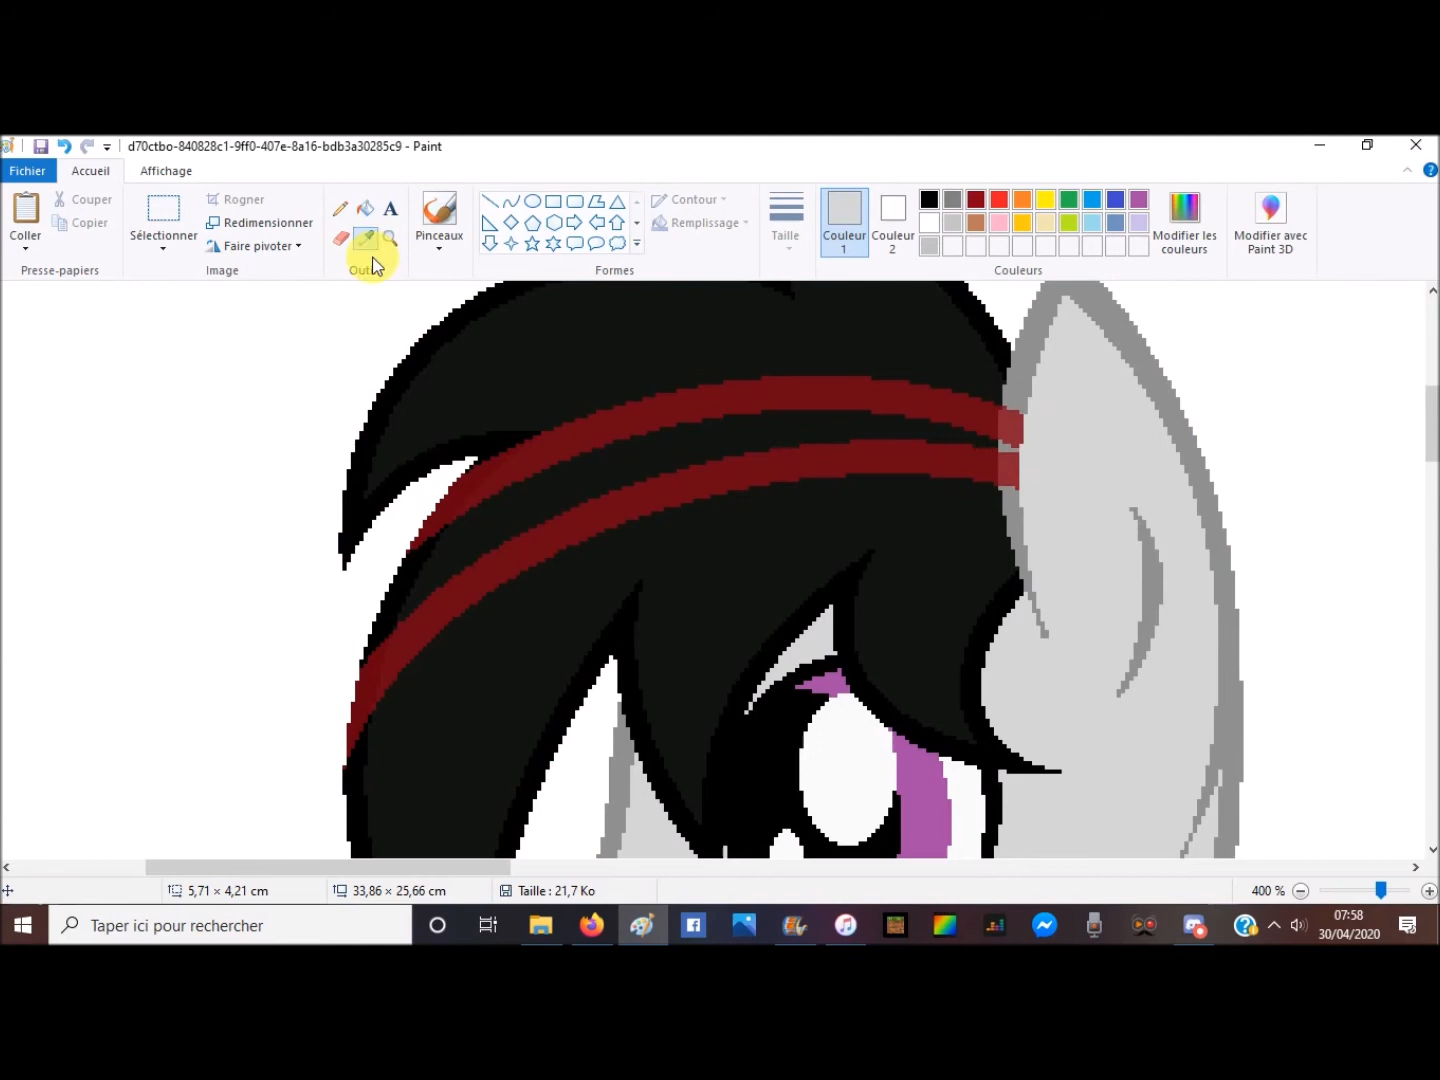 d70ctbo-840828c1-9ff0-407e-8a16-bdb3a30285c9 - Paint
Fichier Accueil Affichage
Coller
Couper
Copier
Presse-papiers
Sélectionner
Rogner
Redimensionner
Faire pivoter
Image
A
Out
Pinceaux
Formes
Contour
Remplissage
Taille
Couleur 1
Couleur 2
Couleurs
Modifier les couleurs
Modifier avec Paint 3D
5,71 × 4,21 cm
33,86 × 25,66 cm
Taille : 21,7 Ko
400 %
Taper ici pour rechercher
07:58
30/04/2020